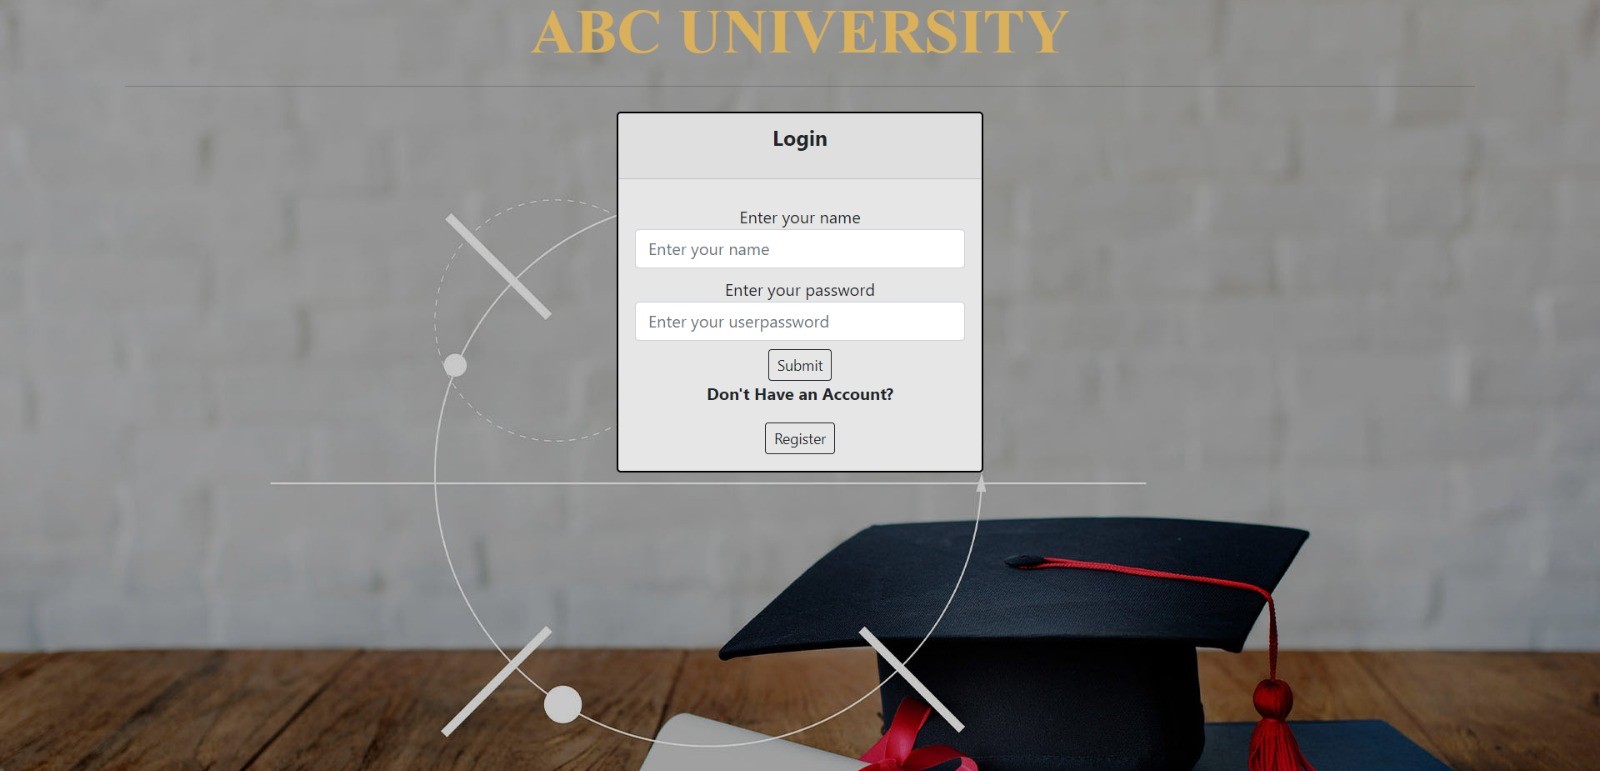 ABC UNIVERSITY
Login
Enter your name
Enter your name
Enter your password
Enter your userpassword
Submit
Don't Have an Account?
Register